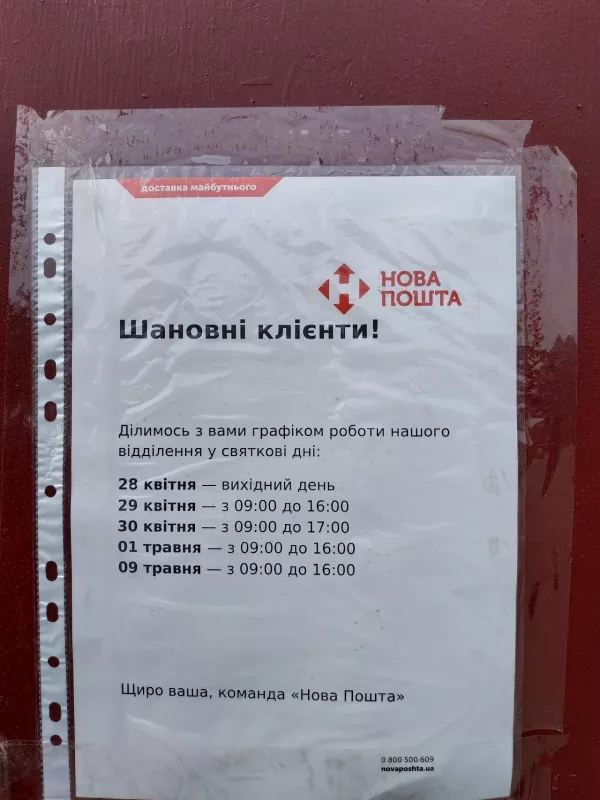 доставка майбутнього
НОВА
ПОШТА
Шановні клієнти!
Ділимось з вами графіком роботи нашого
відділення у святкові дні:
28 квітня — вихідний день
29 квітня — з 09:00 до 16:00
30 квітня — з 09:00 до 17:00
01 травня — з 09:00 до 16:00
09 травня — з 09:00 до 16:00
Щиро ваша, команда «Нова Пошта»
0 800 500 609
novaposhta.ua